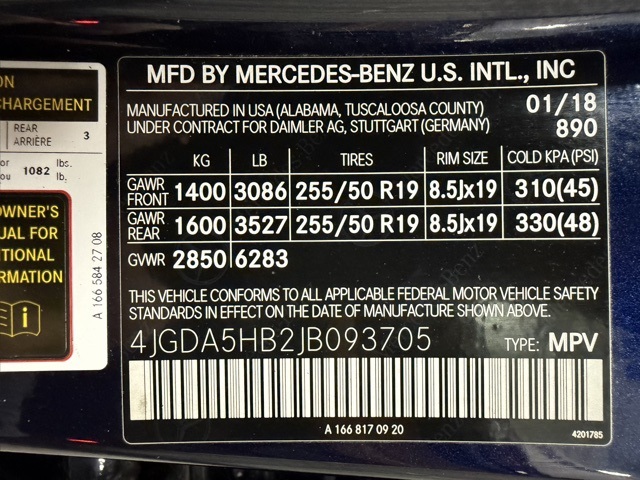 ON
CHARGEMENT
REAR 3
ARRIÈRE
or 1082 lbs.
ou lb.
OWNER'S
FOR
INFORMATION
A 166 584 27 08
MFD BY MERCEDES-BENZ U.S. INTL., INC
MANUFACTURED IN USA (ALABAMA, TUSCALOOSA COUNTY) 01/18
UNDER CONTRACT FOR DAIMLER AG, STUTTGART (GERMANY) 890
KG LB TIRES RIM SIZE COLD KPA (PSI)
GAWR FRONT 1400 3086 255/50 R19 8.5Jx19 310(45)
GAWR REAR 1600 3527 255/50 R19 8.5Jx19 330(48)
GVWR 2850 6283
THIS VEHICLE CONFORMS TO ALL APPLICABLE FEDERAL MOTOR VEHICLE SAFETY
STANDARDS IN EFFECT ON THE DATE OF MANUFACTURE SHOWN ABOVE.
4JGDA5HB2JB093705 TYPE: MPV
A 166 817 09 20
4201785